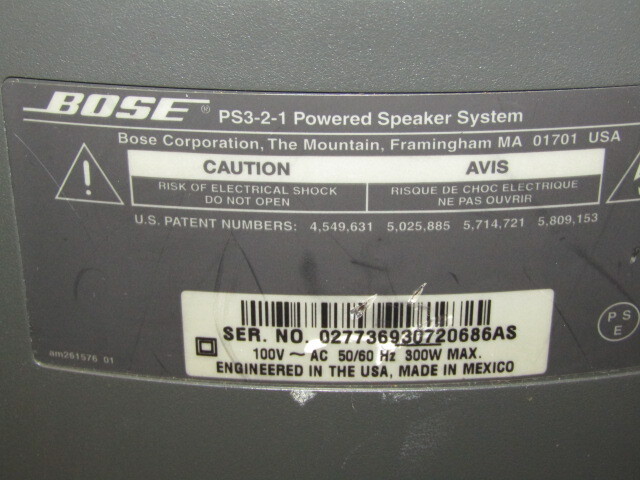 BOSE® PS3-2-1 Powered Speaker System
Bose Corporation, The Mountain, Framingham MA 01701 USA
CAUTION AVIS
RISK OF ELECTRICAL SHOCK RISQUE DE CHOC ELECTRIQUE
DO NOT OPEN NE PAS OUVRIR
U.S. PATENT NUMBERS: 4,549,631 5,025,885 5,714,721 5,809,153
SER. NO. 027736930720686AS
100V ~ AC 50/60 Hz 300W MAX.
ENGINEERED IN THE USA, MADE IN MEXICO
P S
E
am261576 01